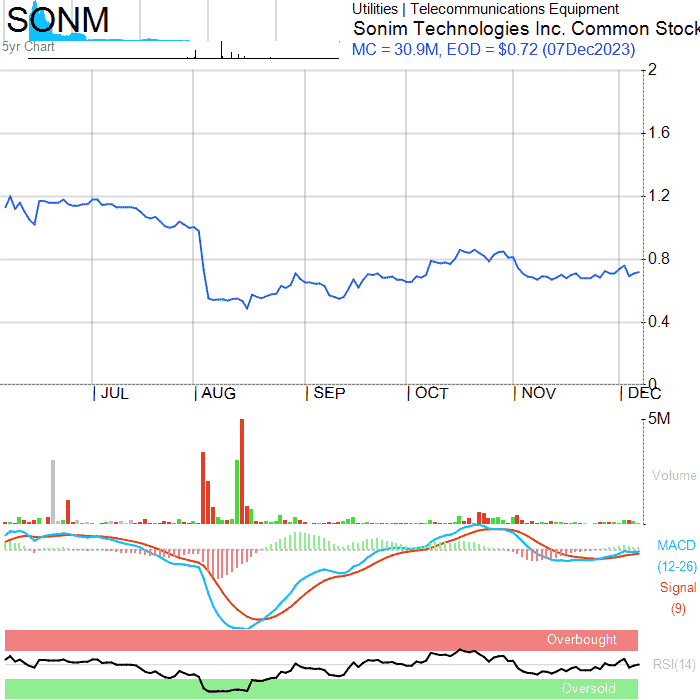 SONM
5yr Chart
Utilities | Telecommunications Equipment
Sonim Technologies Inc. Common Stock
MC = 30.9M, EOD = $0.72 (07Dec2023)
2
1.6
1.2
0.8
0.4
0
JUL AUG SEP OCT NOV DEC
5M
Volume
MACD
(12-26)
Signal
(9)
Overbought
RSI(14)
Oversold